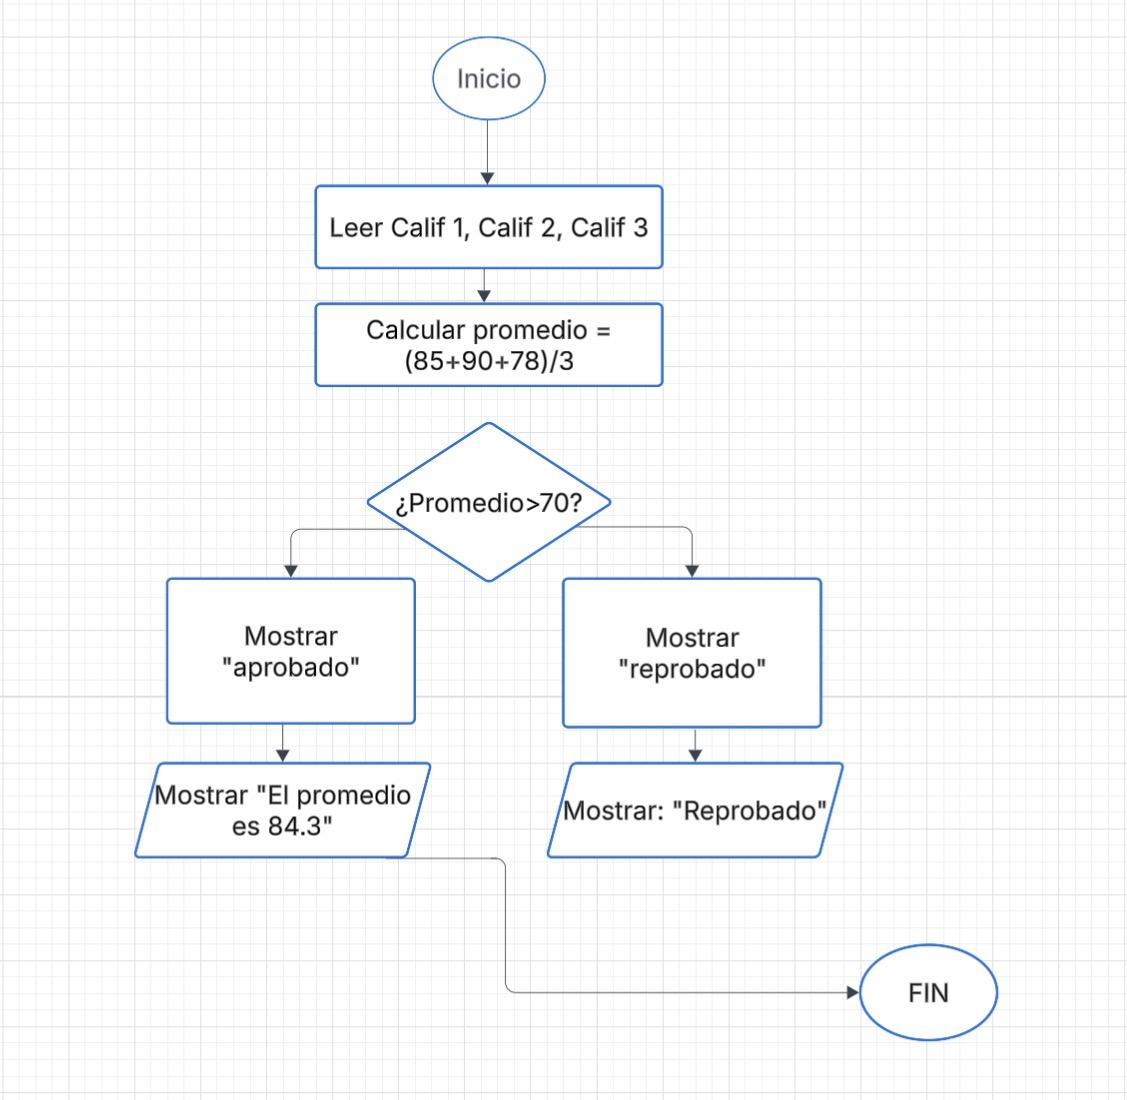 Inicio
Leer Calif 1, Calif 2, Calif 3
Calcular promedio =
(85+90+78)/3
¿Promedio>70?
Mostrar
"aprobado"
Mostrar
"reprobado"
Mostrar "El promedio
es 84.3"
Mostrar: "Reprobado"
FIN